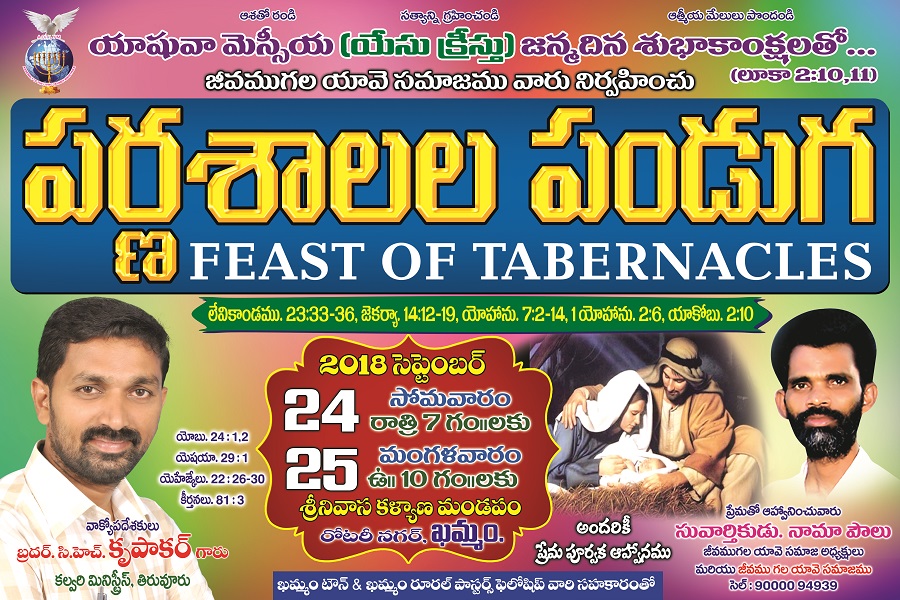 ఆశతో రండి సత్యాన్ని గ్రహించండి ఆత్మీయ మేలులు పొందండి
యాషువా మెస్సీయ (యేసు క్రీస్తు) జన్మదిన శుభాకాంక్షలతో...
(లూకా 2:10,11)
జీవముగల యావె సమాజము వారు నిర్వహించు
పర్ణశాలల పండుగ
FEAST OF TABERNACLES
లేవికాండము. 23:33-36, జెకర్యా. 14:12-19, యోహాను. 7:2-14, 1 యోహాను. 2:6, యాకోబు. 2:10
2018 సెప్టెంబర్
24 సోమవారం
రాత్రి 7 గం॥లకు
25 మంగళవారం
ఉ॥ 10 గం॥లకు
శ్రీనివాస కళ్యాణ మండపం
రోటరీ నగర్, ఖమ్మం.
యోబు. 24 : 1,2
యెషయా. 29 : 1
యెహేజ్కేలు. 22 : 26-30
కీర్తనలు. 81 : 3
వాక్యోపదేశకులు
బ్రదర్. సి.హెచ్. కృపాకర్ గారు
కల్వరి మినిస్ట్రీస్, తిరువూరు
అందరికీ
ప్రేమ పూర్వక ఆహ్వానము
ప్రేమతో ఆహ్వానించువారు
సువార్తికుడు. నామా పౌలు
జీవముగల యావె సమాజ అధ్యక్షులు
మరియు జీవము గల యావె సమాజము
సెల్ : 90000 94939
ఖమ్మం టౌన్ & ఖమ్మం రూరల్ పాస్టర్స్ ఫెలోషిప్ వారి సహకారంతో